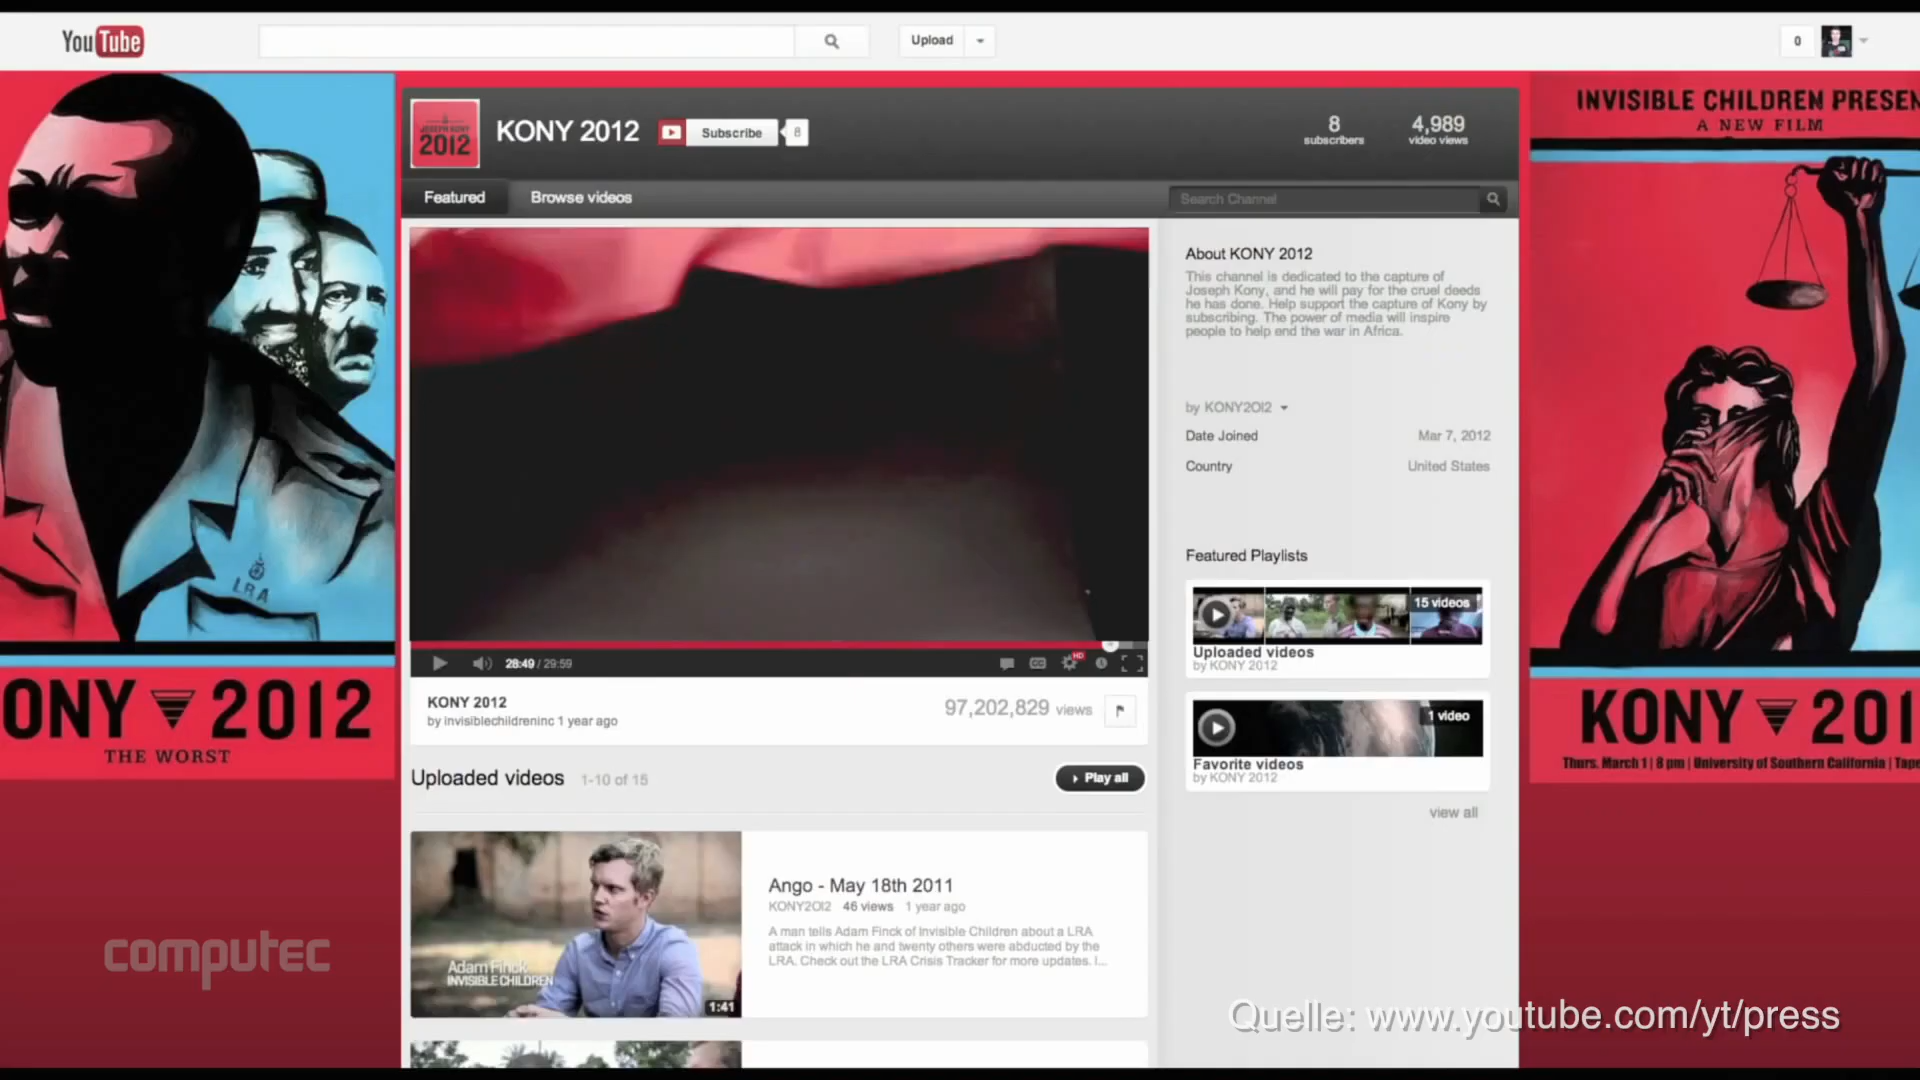 YouTube
Upload
0
KONY 2012
Subscribe
8
8
subscribers
4,989
video views
JOSEPH KONY
2012
Featured
Browse videos
Search Channel
INVISIBLE CHILDREN PRESEN
A NEW FILM
About KONY 2012
This channel is dedicated to the capture of
Joseph Kony, and he will pay for the cruel deeds
he has done. Help support the capture of Kony by
subscribing. The power of media will inspire
people to help end the war in Africa.
by KONY2OI2
Date Joined
Mar 7, 2012
Country
United States
LRA
Featured Playlists
15 videos
Uploaded videos
by KONY 2012
1 video
Favorite videos
by KONY 2012
view all
28:49 / 29:59
CC
HD
KONY 2012
by invisiblechildreninc 1 year ago
97,202,829 views
ONY 2012
THE WORST
KONY 201
Thurs. March 1 | 8 pm | University of Southern California | Tape
Uploaded videos
1-10 of 15
Play all
Adam Finck
INVISIBLE CHILDREN
1:41
Ango - May 18th 2011
KONY2OI2 46 views 1 year ago
A man tells Adam Finck of Invisible Children about a LRA
attack in which he and twenty others were abducted by the
LRA. Check out the LRA Crisis Tracker for more updates. I...
computec
Quelle: www.youtube.com/yt/press